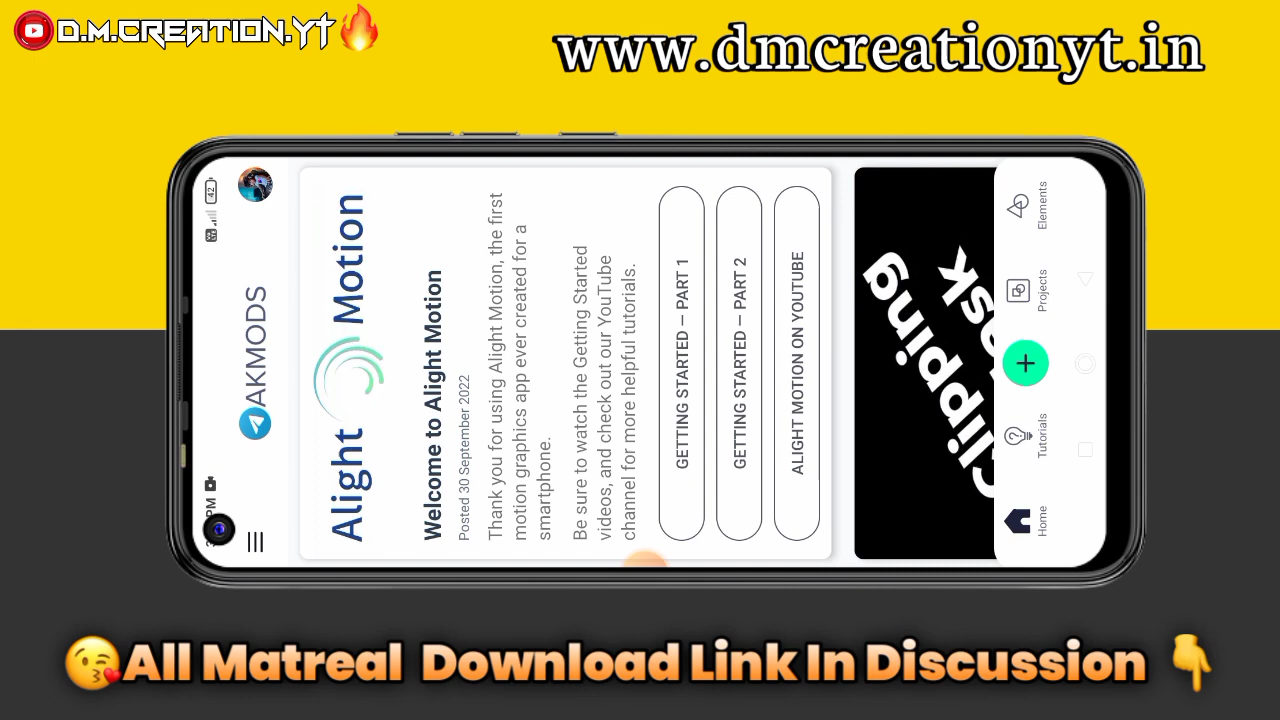 D.M.CREATION.YT🔥
www.dmcreationyt.in
42
PM
AKMODS
Alight Motion
Welcome to Alight Motion
Posted 30 September 2022
Thank you for using Alight Motion, the first
motion graphics app ever created for a
smartphone.
Be sure to watch the Getting Started
videos, and check out our YouTube
channel for more helpful tutorials.
GETTING STARTED – PART 1
GETTING STARTED – PART 2
ALIGHT MOTION ON YOUTUBE
Clipping
Home
Tutorials
+
Projects
Elements
😘All Matreal Download Link In Discussion 👇